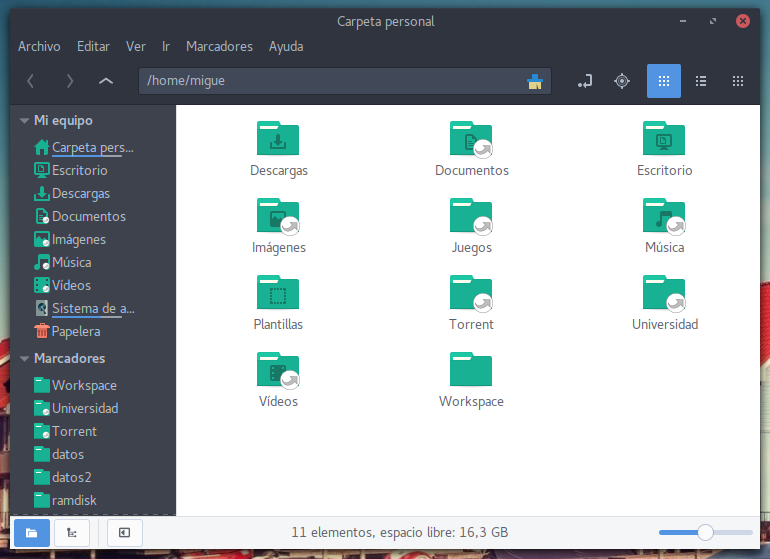 Carpeta personal
Archivo Editar Ver Ir Marcadores Ayuda
/home/migue
Mi equipo
Carpeta pers...
Escritorio
Descargas
Documentos
Imágenes
Música
Vídeos
Sistema de a...
Papelera
Marcadores
Workspace
Universidad
Torrent
datos
datos2
ramdisk
Descargas Documentos Escritorio
Imágenes Juegos Música
Plantillas Torrent Universidad
Vídeos Workspace
11 elementos, espacio libre: 16,3 GB